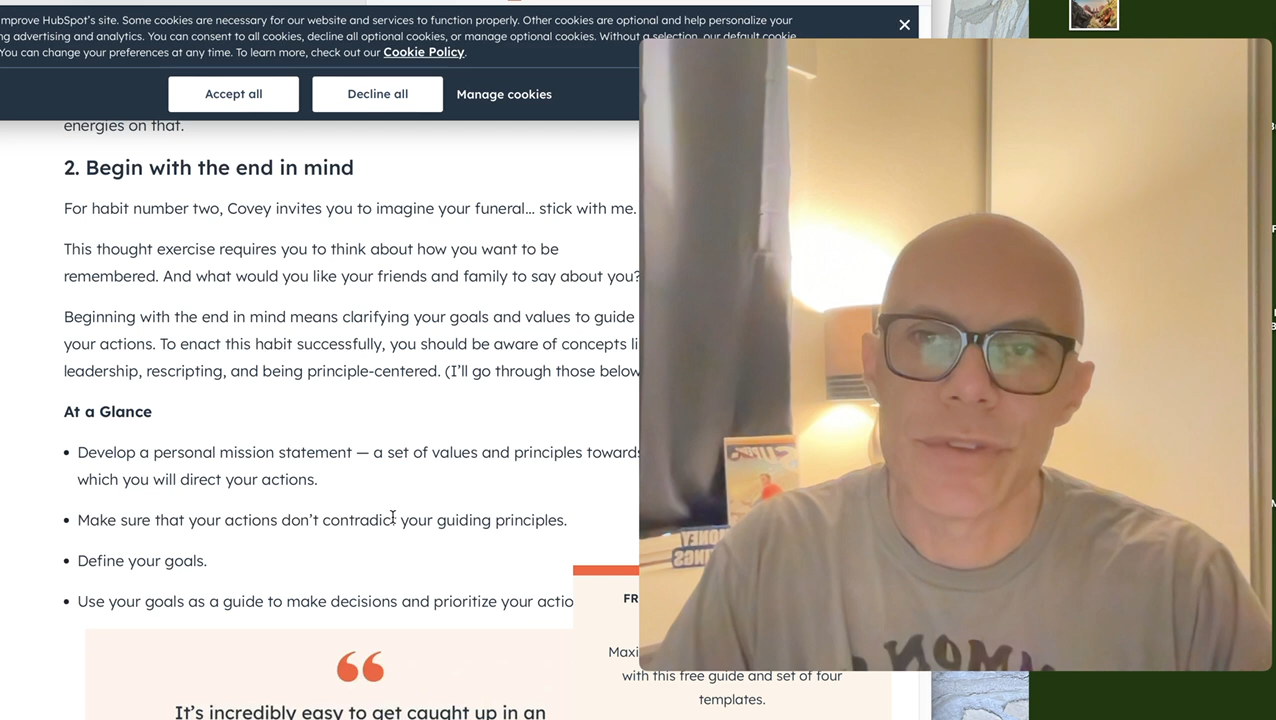 mprove HubSpot's site. Some cookies are necessary for our website and services to function properly. Other cookies are optional and help personalize your
ng advertising and analytics. You can consent to all cookies, decline all optional cookies, or manage optional cookies. Without a selection, our default cookie
You can change your preferences at any time. To learn more, check out our Cookie Policy.
Accept all
Decline all
Manage cookies
energies on that.
2. Begin with the end in mind
For habit number two, Covey invites you to imagine your funeral... stick with me.
This thought exercise requires you to think about how you want to be
remembered. And what would you like your friends and family to say about you?
Beginning with the end in mind means clarifying your goals and values to guide
your actions. To enact this habit successfully, you should be aware of concepts li
leadership, rescripting, and being principle-centered. (I'll go through those below
At a Glance
• Develop a personal mission statement — a set of values and principles towards
which you will direct your actions.
• Make sure that your actions don't contradict your guiding principles.
• Define your goals.
• Use your goals as a guide to make decisions and prioritize your actio
FR
Maxi
with this free guide and set of four
templates.
It's incredibly easy to get caught up in an
MONEY